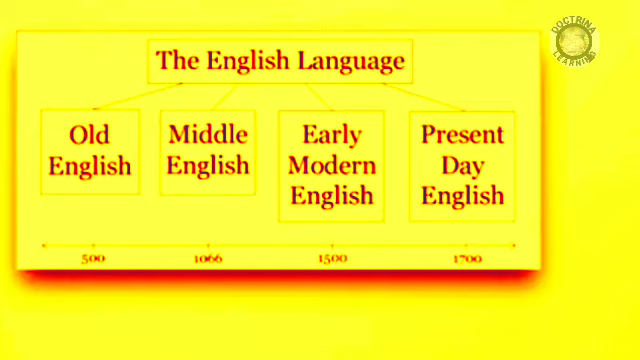 DOCTRINA
LEARNING
The English Language
Old
English
Middle
English
Early
Modern
English
Present
Day
English
500
1066
1500
1700